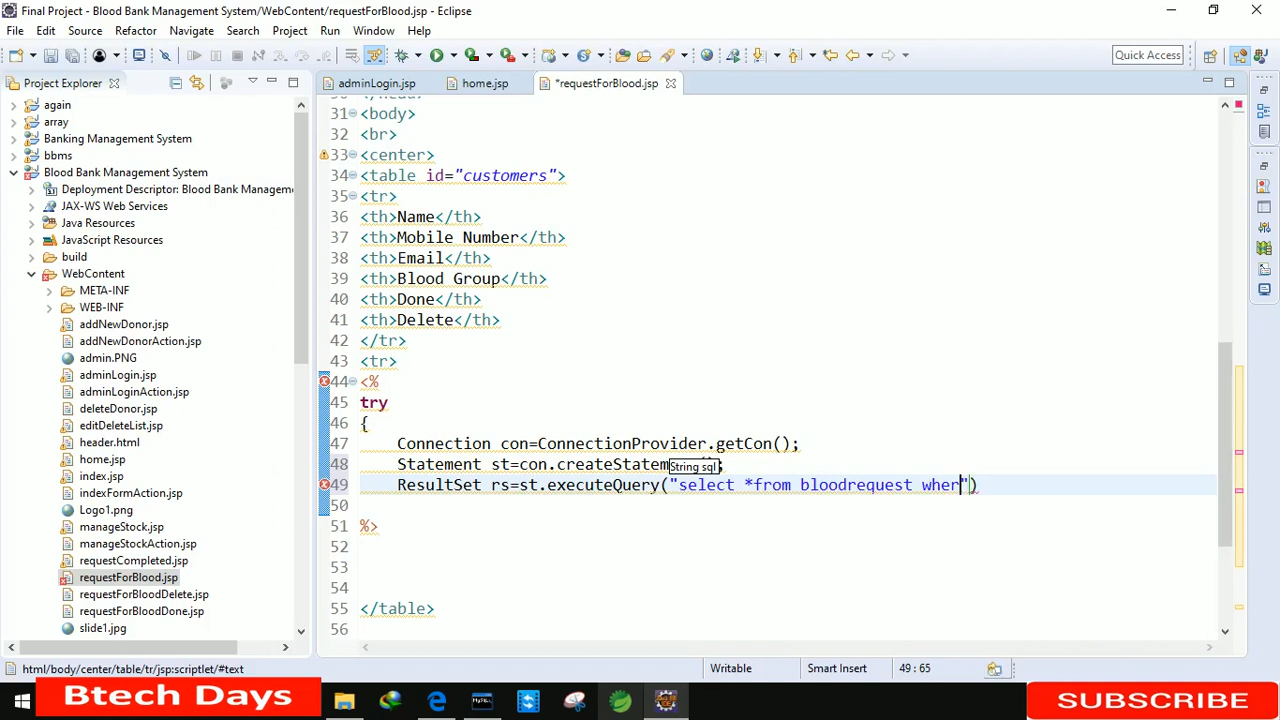 Final Project - Blood Bank Management System/WebContent/requestForBlood.jsp - Eclipse
File Edit Source Refactor Navigate Search Project Run Window Help
Quick Access
Project Explorer
adminLogin.jsp
home.jsp
*requestForBlood.jsp
again
array
Banking Management System
bbms
Blood Bank Management System
Deployment Descriptor: Blood Bank Managem
JAX-WS Web Services
Java Resources
JavaScript Resources
build
WebContent
META-INF
WEB-INF
addNewDonor.jsp
addNewDonorAction.jsp
admin.PNG
adminLogin.jsp
adminLoginAction.jsp
deleteDonor.jsp
editDeleteList.jsp
header.html
home.jsp
index.jsp
indexFormAction.jsp
Logo1.png
manageStock.jsp
manageStockAction.jsp
requestCompleted.jsp
requestForBlood.jsp
requestForBloodDelete.jsp
requestForBloodDone.jsp
slide1.jpg
30 </head>
31 <body>
32 <br>
33 <center>
34 <table id="customers">
35 <tr>
36 <th>Name</th>
37 <th>Mobile Number</th>
38 <th>Email</th>
39 <th>Blood Group</th>
40 <th>Done</th>
41 <th>Delete</th>
42 </tr>
43 <tr>
44 <%
45 try
46 {
47 Connection con=ConnectionProvider.getCon();
48 Statement st=con.createStatem ;
String sql
49 ResultSet rs=st.executeQuery("select *from bloodrequest wher")
50
51 %>
52
53
54
55 </table>
56
html/body/center/table/tr/jsp:scriptlet/#text
Writable
Smart Insert
49 : 65
Btech Days
SUBSCRIBE